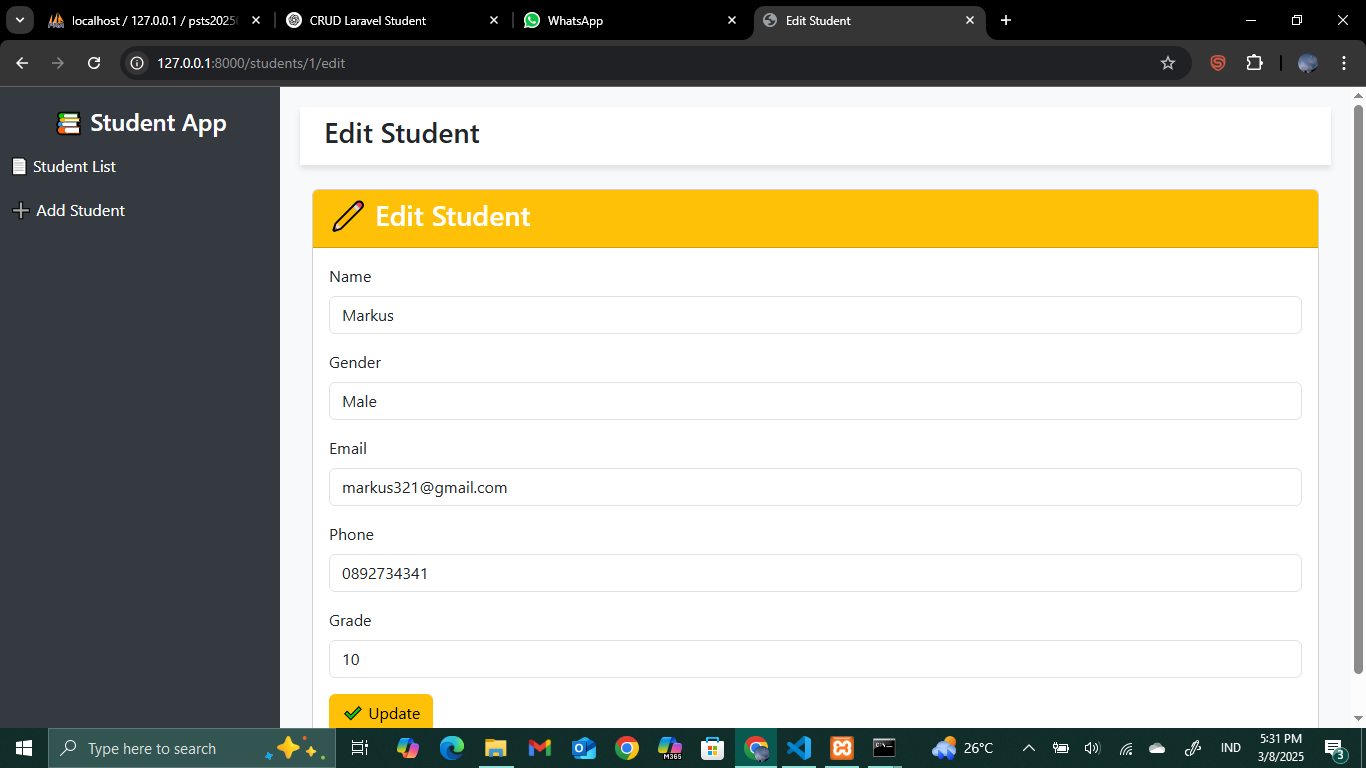 localhost / 127.0.0.1 / psts2025
CRUD Laravel Student
WhatsApp
Edit Student
127.0.0.1:8000/students/1/edit
Student App
Student List
Add Student
Edit Student
Edit Student
Name
Markus
Gender
Male
Email
markus321@gmail.com
Phone
0892734341
Grade
10
Update
Type here to search
M365
26°C
IND
5:31 PM
3/8/2025
3